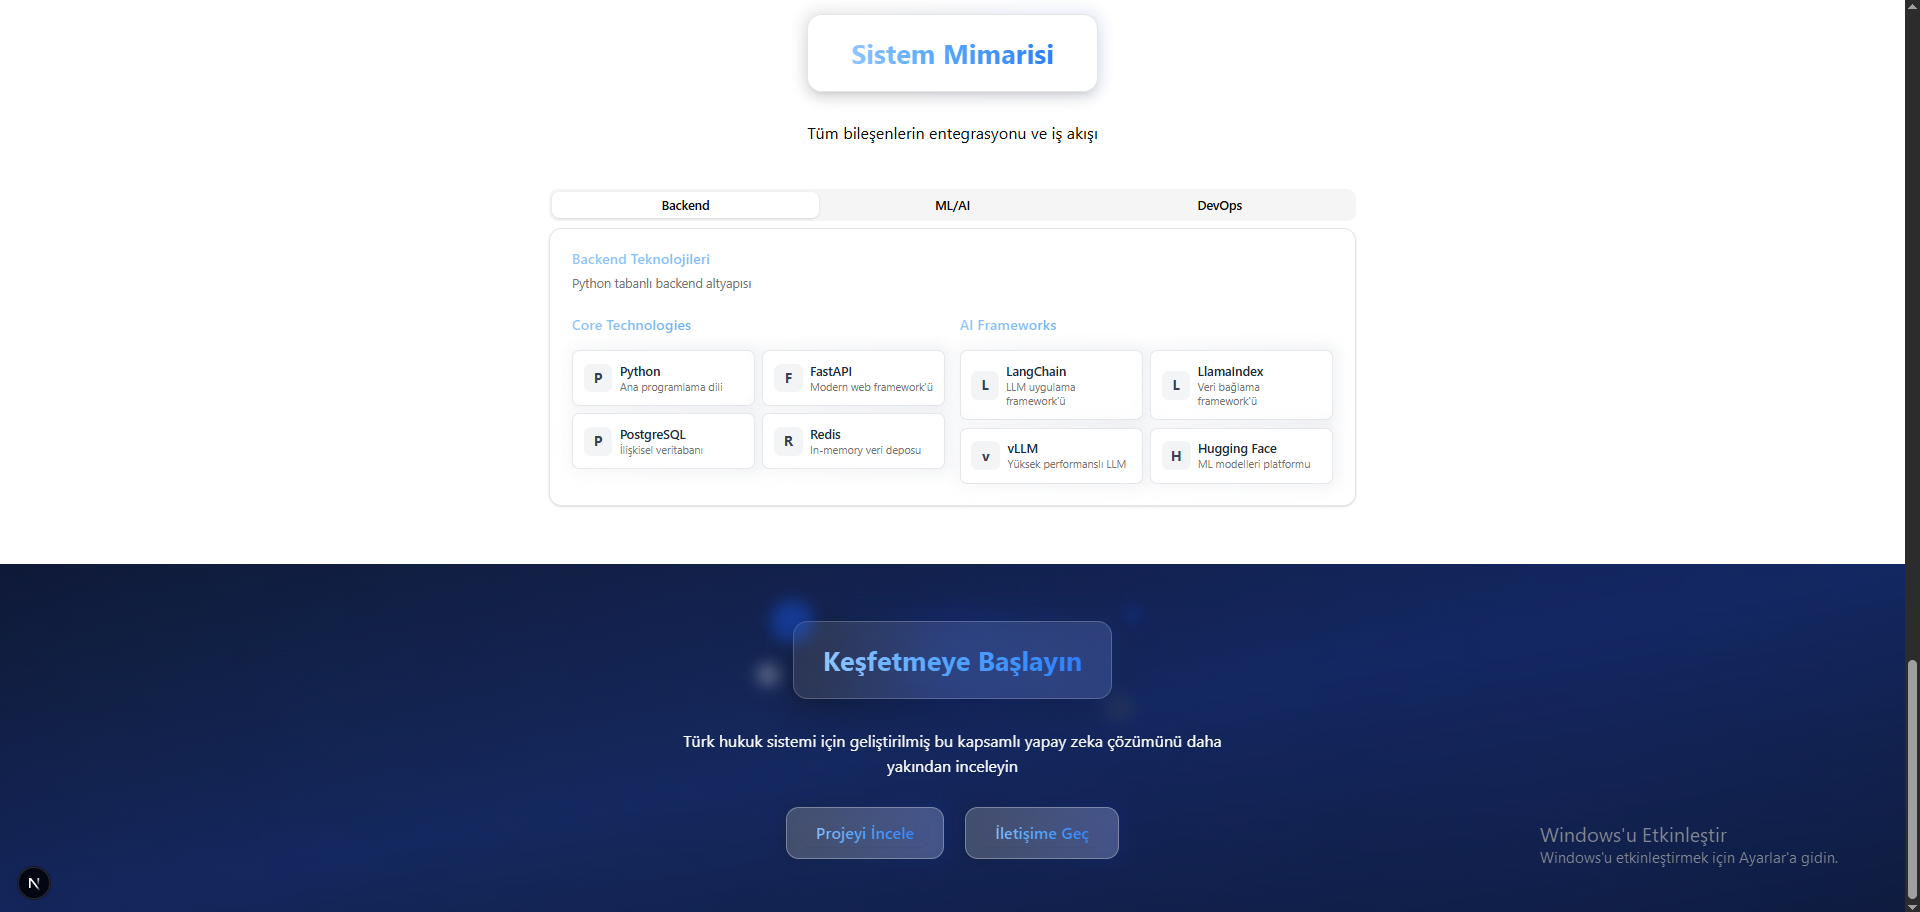 Sistem Mimarisi
Tüm bileşenlerin entegrasyonu ve iş akışı
Backend
ML/AI
DevOps
Backend Teknolojileri
Python tabanlı backend altyapısı
Core Technologies
P
Python
Ana programlama dili
F
FastAPI
Modern web framework'ü
P
PostgreSQL
İlişkisel veritabanı
R
Redis
In-memory veri deposu
AI Frameworks
L
LangChain
LLM uygulama
framework'ü
L
LlamaIndex
Veri bağlama
framework'ü
v
vLLM
Yüksek performanslı LLM
H
Hugging Face
ML modelleri platformu
Keşfetmeye Başlayın
Türk hukuk sistemi için geliştirilmiş bu kapsamlı yapay zeka çözümünü daha
yakından inceleyin
Projeyi İncele
İletişime Geç
Windows'u Etkinleştir
Windows'u etkinleştirmek için Ayarlar'a gidin.
N